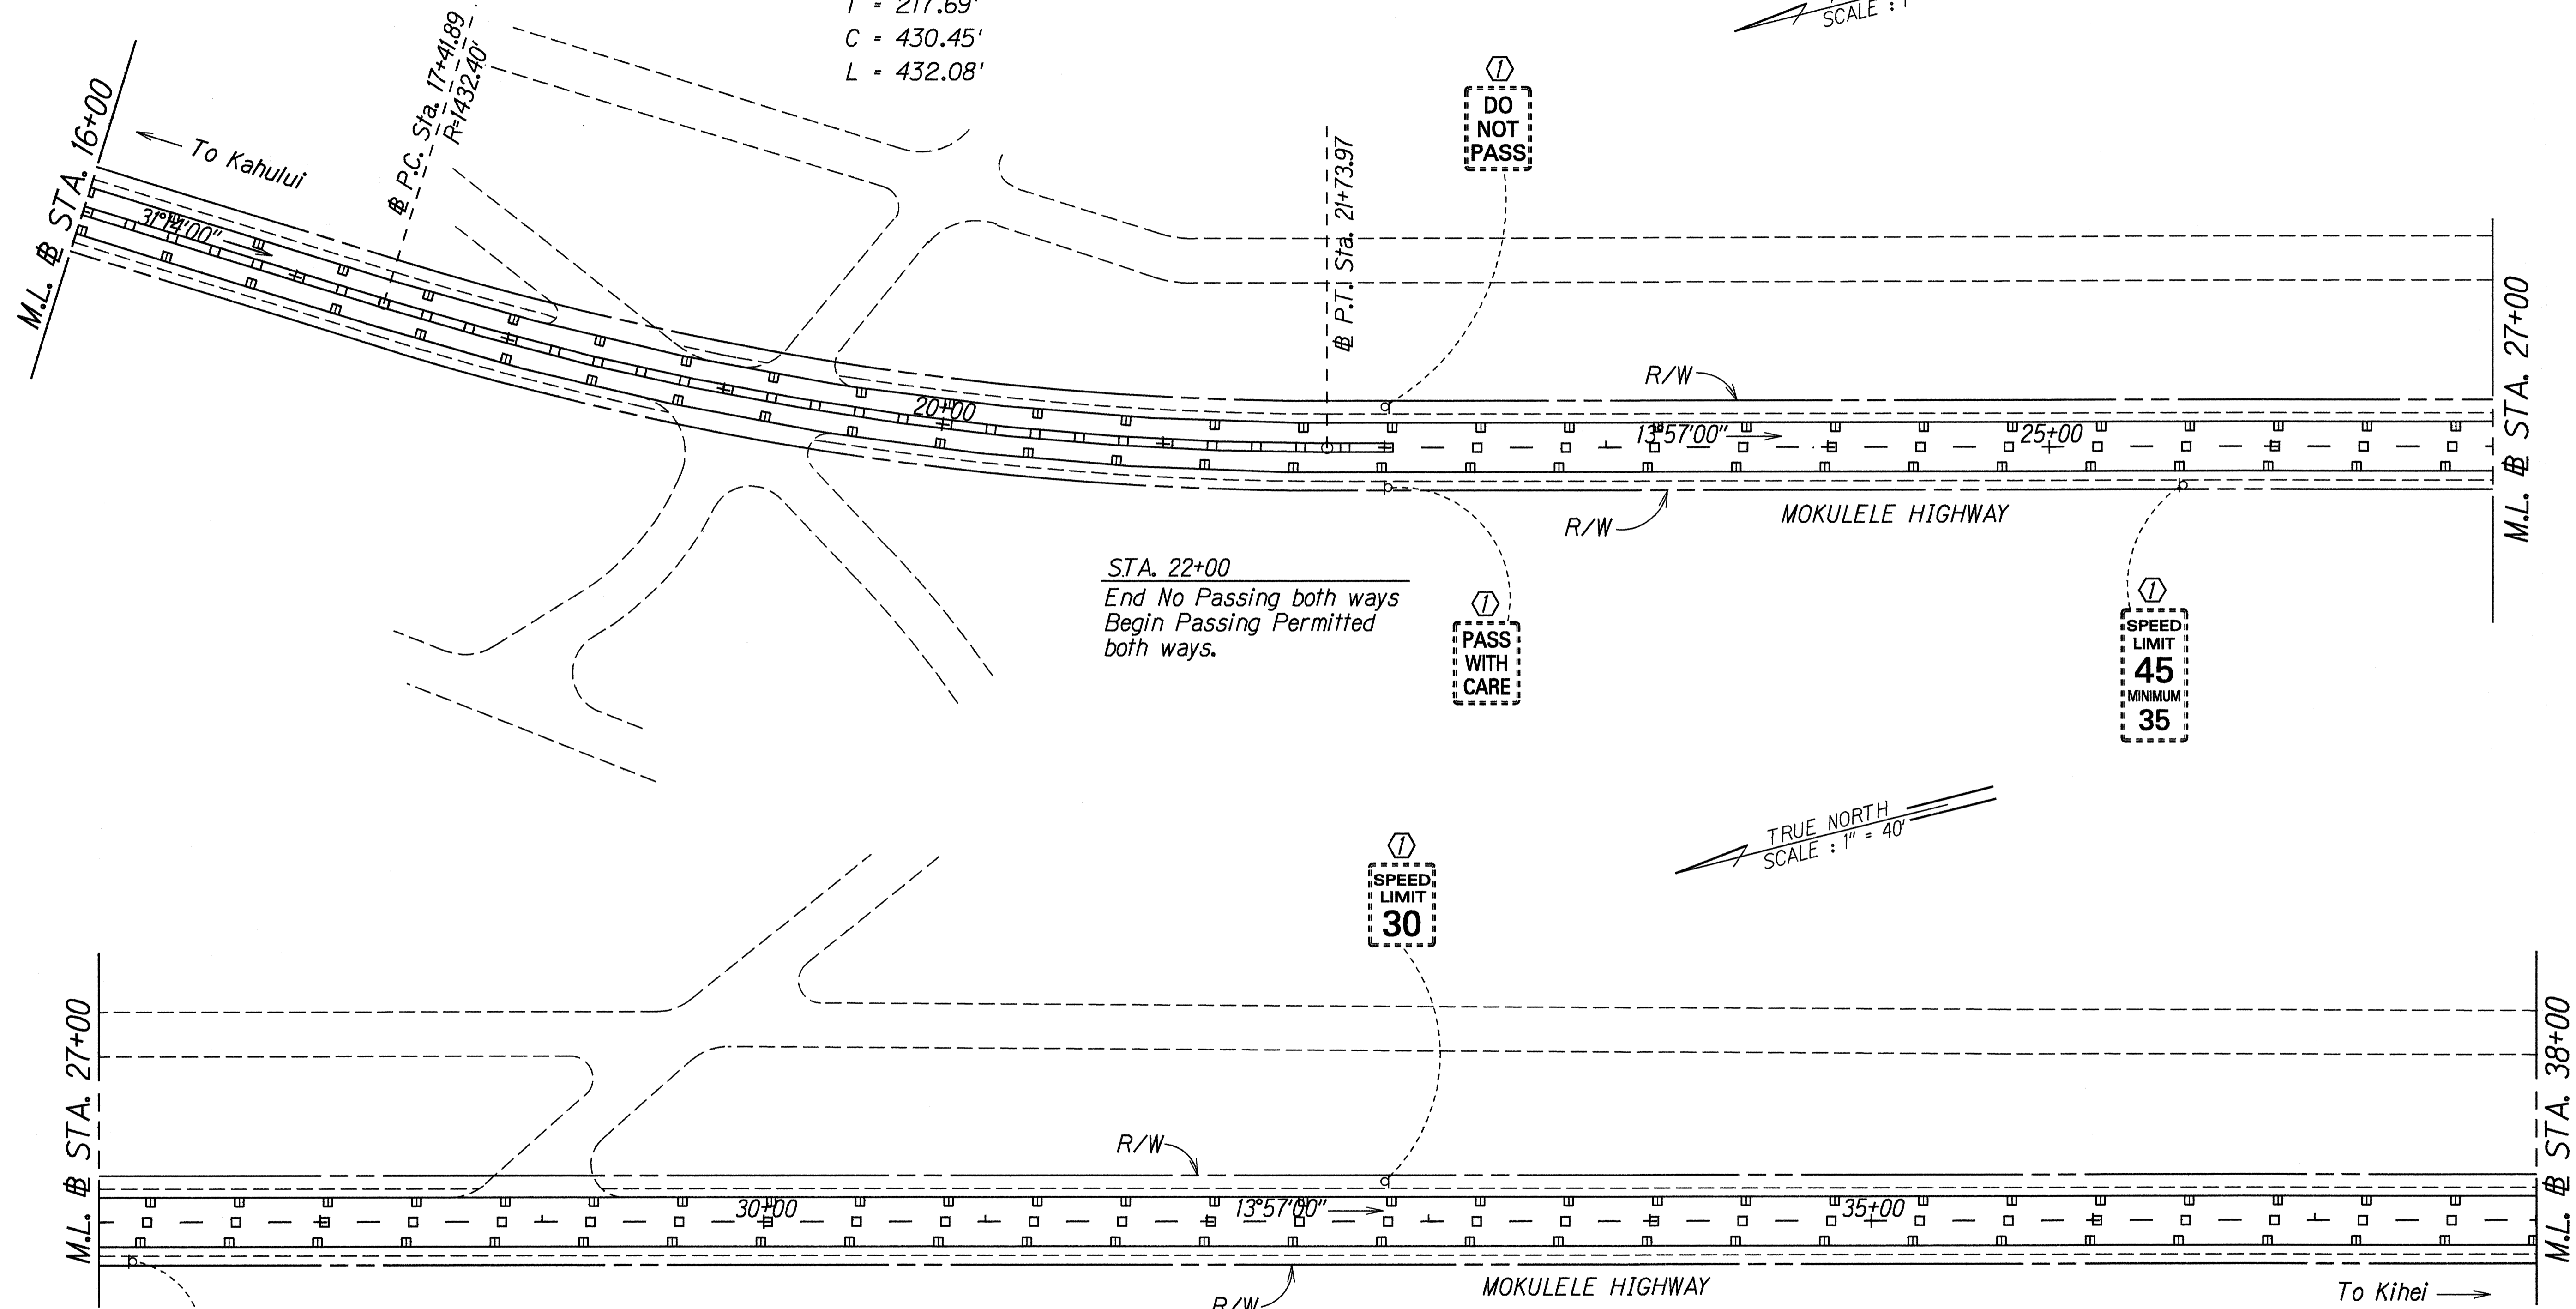 T = 217.69'
C = 430.45'
L = 432.08'
SCALE : 1
M.L. ​B STA. 16+00
To Kahului
31°14'00"
B P.C. Sta. 17+41.89
R=1432.40'
20+00
B P.T. Sta. 21+73.97
1
DO
NOT
PASS
R/W
13°57'00"
25+00
R/W
MOKULELE HIGHWAY
M.L. B STA. 27+00
STA. 22+00
End No Passing both ways
Begin Passing Permitted
both ways.
1
PASS
WITH
CARE
1
SPEED
LIMIT
45
MINIMUM
35
TRUE NORTH
SCALE : 1" = 40'
1
SPEED
LIMIT
30
M.L. B STA. 27+00
R/W
30+00
13°57'00"
35+00
R/W
MOKULELE HIGHWAY
To Kihei
M.L. B STA. 38+00